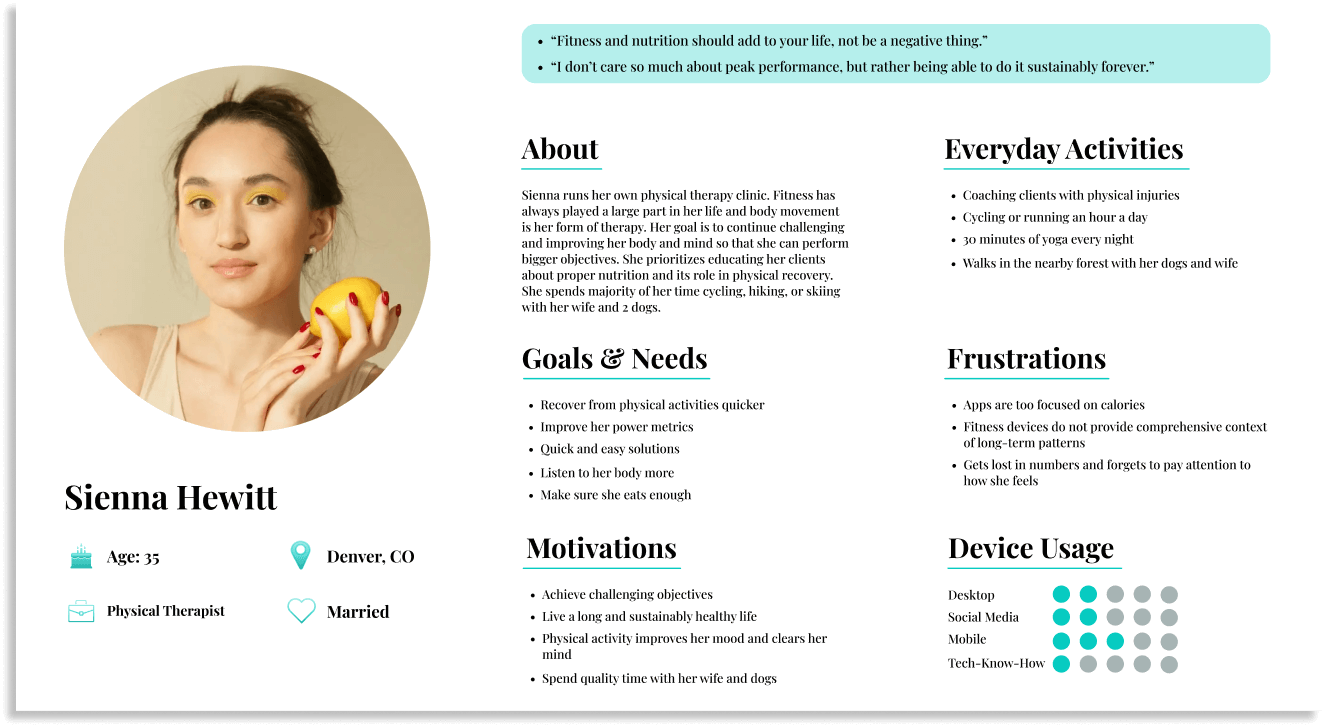 • “Fitness and nutrition should add to your life, not be a negative thing.”
• “I don’t care so much about peak performance, but rather being able to do it sustainably forever.”
Sienna Hewitt
Age: 35
Denver, CO
Physical Therapist
Married
About
Sienna runs her own physical therapy clinic. Fitness has
always played a large part in her life and body movement
is her form of therapy. Her goal is to continue challenging
and improving her body and mind so that she can perform
bigger objectives. She prioritizes educating her clients
about proper nutrition and its role in physical recovery.
She spends majority of her time cycling, hiking, or skiing
with her wife and 2 dogs.
Everyday Activities
• Coaching clients with physical injuries
• Cycling or running an hour a day
• 30 minutes of yoga every night
• Walks in the nearby forest with her dogs and wife
Goals & Needs
• Recover from physical activities quicker
• Improve her power metrics
• Quick and easy solutions
• Listen to her body more
• Make sure she eats enough
Frustrations
• Apps are too focused on calories
• Fitness devices do not provide comprehensive context
of long-term patterns
• Gets lost in numbers and forgets to pay attention to
how she feels
Motivations
• Achieve challenging objectives
• Live a long and sustainably healthy life
• Physical activity improves her mood and clears her
mind
• Spend quality time with her wife and dogs
Device Usage
Desktop
Social Media
Mobile
Tech-Know-How